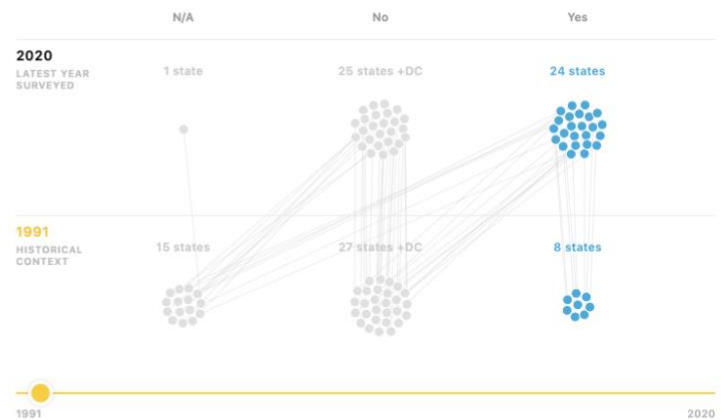 N/A No Yes
2020
LATEST YEAR
SURVEYED
1 state 25 states +DC 24 states
1991
HISTORICAL
CONTEXT
15 states 27 states +DC 8 states
1991 2020